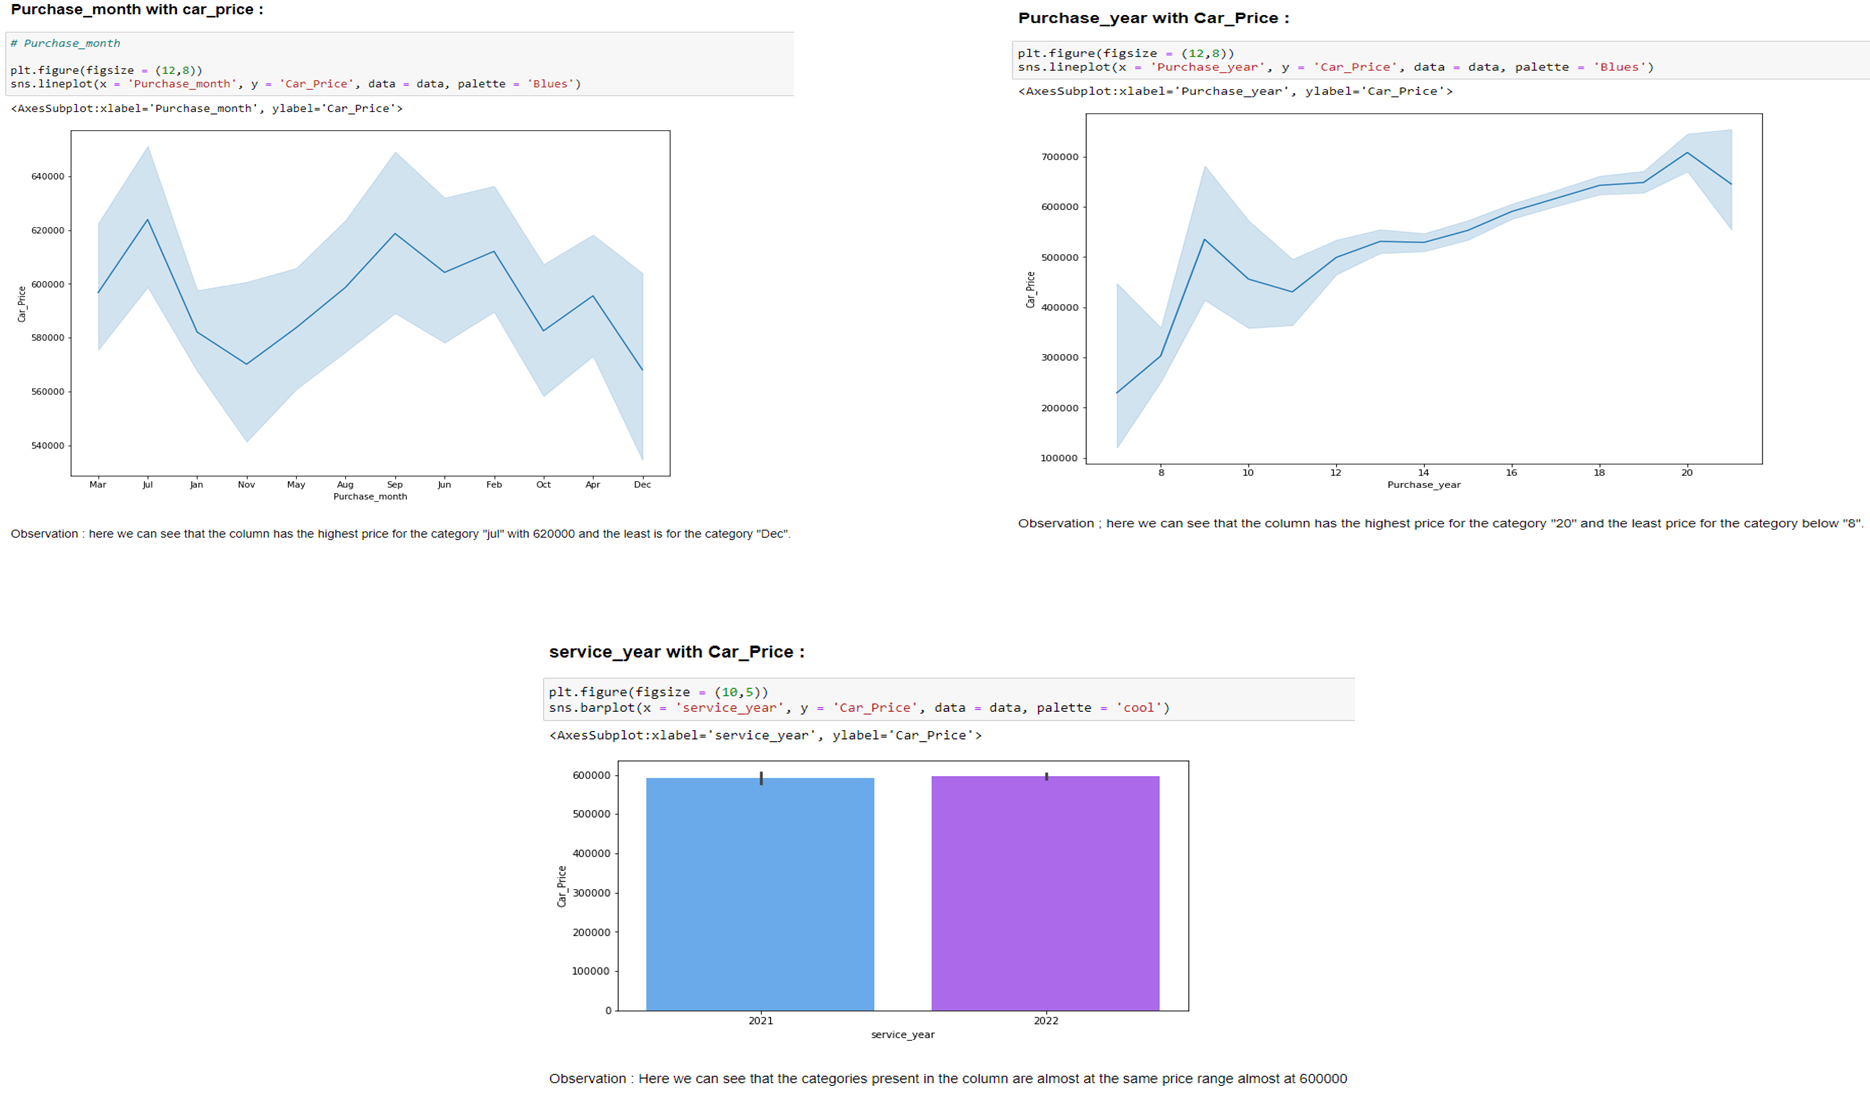 Purchase_month with car_price :
# Purchase_month
plt.figure(figsize = (12,8))
sns.lineplot(x = 'Purchase_month', y = 'Car_Price', data = data, palette = 'Blues')
<AxesSubplot:xlabel='Purchase_month', ylabel='Car_Price'>
640000
620000
600000
580000
560000
540000
Car_Price
Mar Jul Jan Nov May Aug Sep Jun Feb Oct Apr Dec
Purchase_month
Observation : here we can see that the column has the highest price for the category "jul" with 620000 and the least is for the category "Dec".
Purchase_year with Car_Price :
plt.figure(figsize = (12,8))
sns.lineplot(x = 'Purchase_year', y = 'Car_Price', data = data, palette = 'Blues')
<AxesSubplot:xlabel='Purchase_year', ylabel='Car_Price'>
700000
600000
500000
400000
300000
200000
100000
Car_Price
8 10 12 14 16 18 20
Purchase_year
Observation ; here we can see that the column has the highest price for the category "20" and the least price for the category below "8".
service_year with Car_Price :
plt.figure(figsize = (10,5))
sns.barplot(x = 'service_year', y = 'Car_Price', data = data, palette = 'cool')
<AxesSubplot:xlabel='service_year', ylabel='Car_Price'>
600000
500000
400000
300000
200000
100000
0
Car_Price
2021 2022
service_year
Observation : Here we can see that the categories present in the column are almost at the same price range almost at 600000